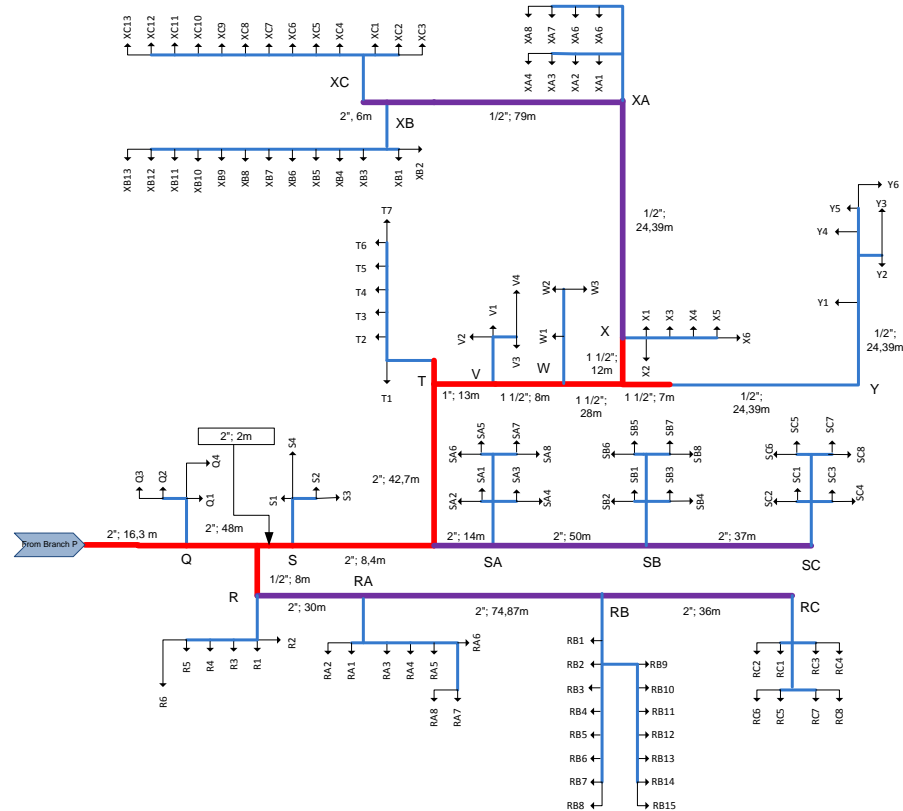 XC13
XC12
XC11
XC10
XC9
XC8
XC7
XC6
XC5
XC4
XC1
XC2
XC3
XC
2", 6m
XB
XB13
XB12
XB11
XB10
XB9
XB8
XB7
XB6
XB5
XB4
XB3
XB1
XB2
1/2"; 79m
XA8
XA7
XA6
XA6
XA4
XA3
XA2
XA1
XA
1/2";
24,39m
Y6
Y5
Y3
Y4
Y2
Y1
1/2";
24,39m
Y
T7
T6
T5
T4
T3
T2
T1
T
V4
V1
V2
V3
V
W2
W3
W1
W
X
X1
X3
X4
X5
X6
X2
1 1/2";
12m
1"; 13m
1 1/2"; 8m
1 1/2";
28m
1 1/2"; 7m
1/2";
24,39m
2"; 42,7m
SA5
SA7
SA6
SA8
SA1
SA3
SA2
SA4
SB5
SB7
SB6
SB8
SB1
SB3
SB2
SB4
SC5
SC7
SC6
SC8
SC1
SC3
SC2
SC4
2"; 2m
Q3
Q2
Q4
Q1
S4
S1
S2
S3
From Branch P
2"; 16,3 m
2"; 48m
Q
S
2"; 8,4m
2"; 14m
SA
2"; 50m
SB
2"; 37m
SC
1/2"; 8m
R
RA
2"; 30m
2"; 74,87m
RB
2"; 36m
RC
R6
R5
R4
R3
R1
R2
RA2
RA1
RA3
RA4
RA5
RA6
RA8
RA7
RB1
RB2
RB9
RB3
RB10
RB4
RB11
RB5
RB12
RB6
RB13
RB7
RB14
RB8
RB15
RC2
RC1
RC3
RC4
RC6
RC5
RC7
RC8